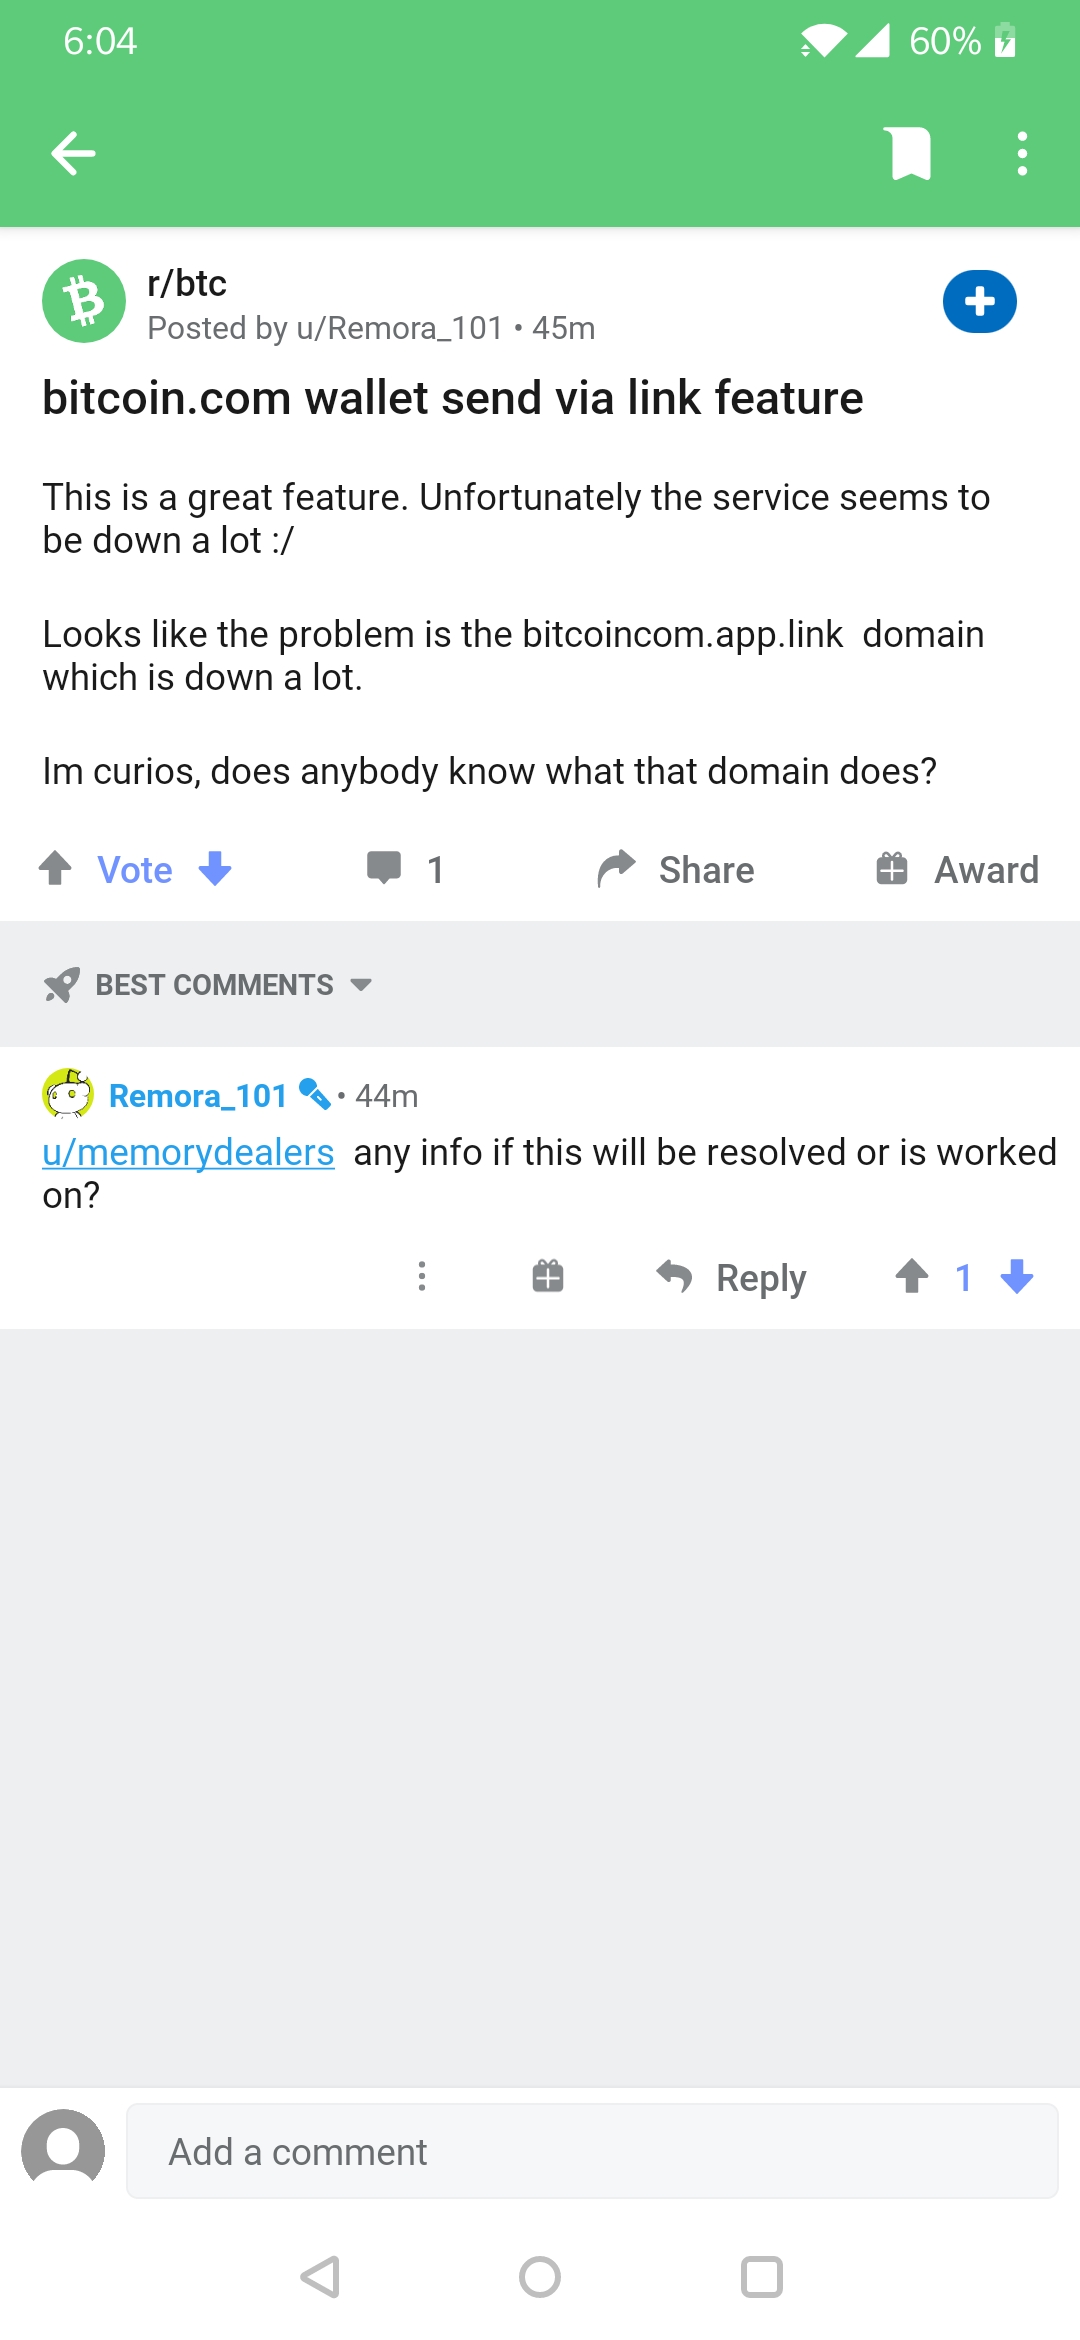 6:04
60%
r/btc
Posted by u/Remora_101 • 45m
bitcoin.com wallet send via link feature
This is a great feature. Unfortunately the service seems to
be down a lot :/
Looks like the problem is the bitcoincom.app.link  domain
which is down a lot.
Im curios, does anybody know what that domain does?
Vote
1
Share
Award
BEST COMMENTS
Remora_101 • 44m
u/memorydealers  any info if this will be resolved or is worked
on?
Reply
1
Add a comment